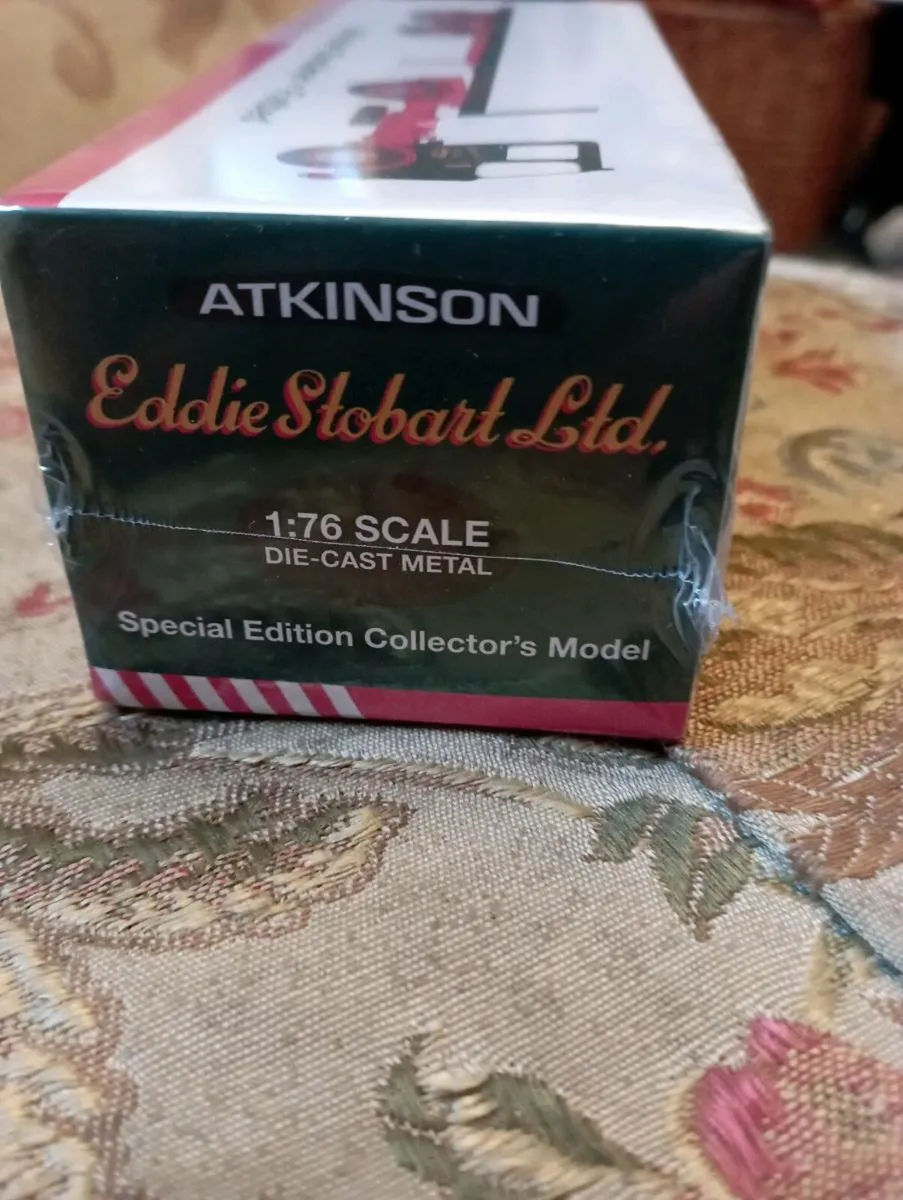 ATKINSON
Eddie Stobart Ltd.
1:76 SCALE
DIE-CAST METAL
Special Edition Collector's Model